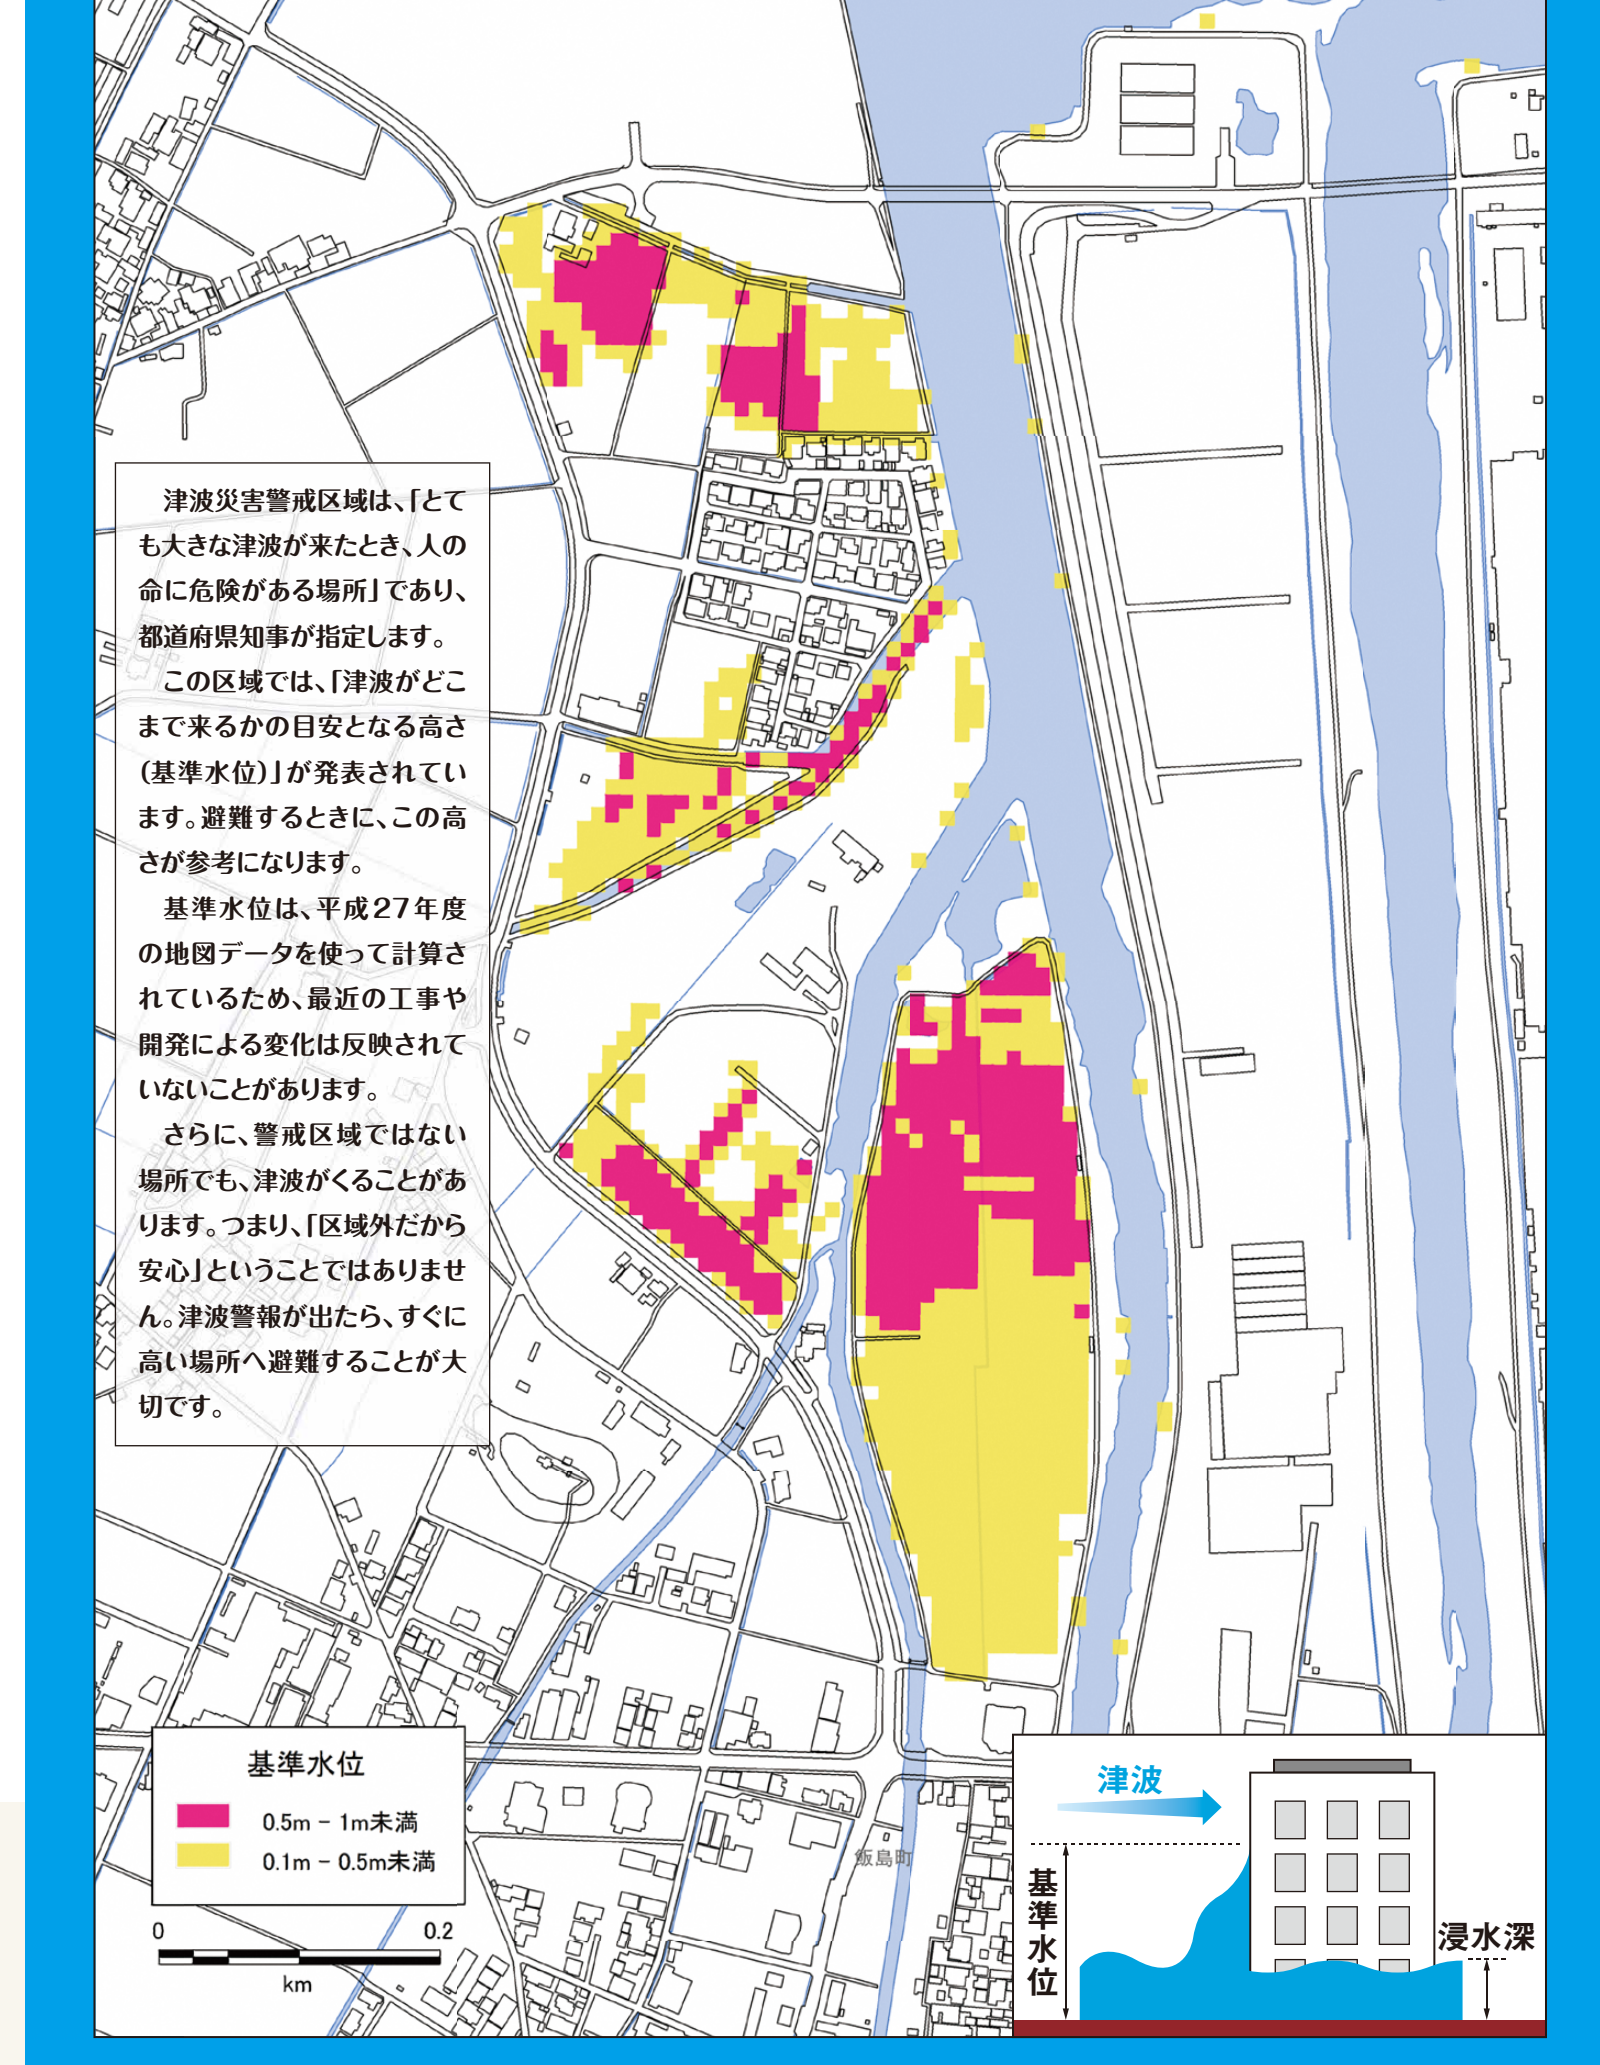 津波災害警戒区域は、「とて
も大きな津波が来たとき、人の
命に危険がある場所」であり、
都道府県知事が指定します。
この区域では、「津波がどこ
まで来るかの目安となる高さ
（基準水位）」が発表されてい
ます。避難するときに、この高
さが参考になります。
基準水位は、平成27年度
の地図データを使って計算さ
れているため、最近の工事や
開発による変化は反映されて
いないことがあります。
さらに、警戒区域ではない
場所でも、津波がくることがあ
ります。つまり、「区域外だから
安心」ということではありませ
ん。津波警報が出たら、すぐに
高い場所へ避難することが大
切です。
基準水位
0.5m － 1m未満
0.1m － 0.5m未満
0 0.2
km
飯島町
津波
基準水位
浸水深